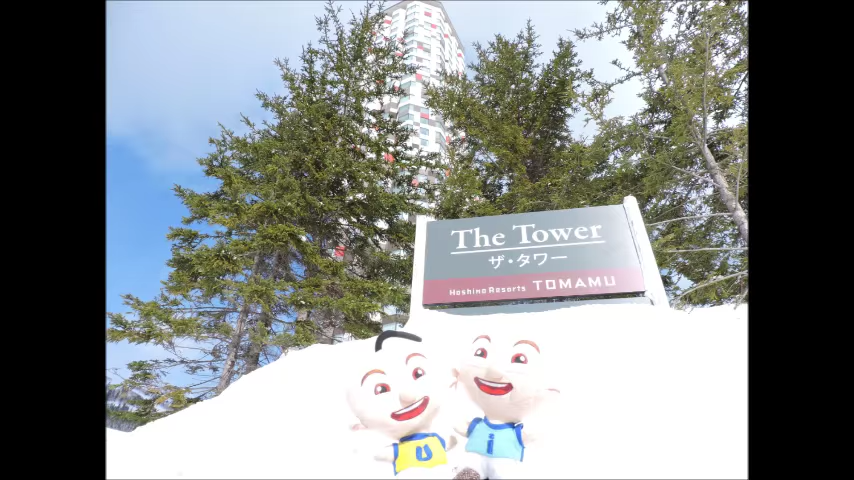 The Tower
ザ・タワー
Hoshino Resorts TOMAMU
U
i